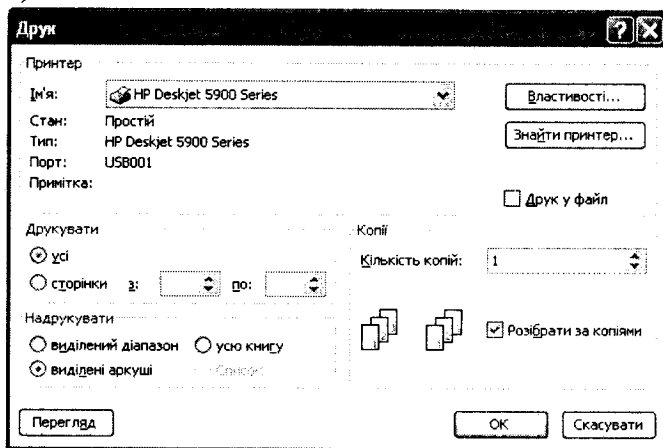 Друк
Принтер
Ім'я: HP Deskjet 5900 Series
Властивості...
Стан: Простій
Знайти принтер...
Тип: HP Deskjet 5900 Series
Порт: USB001
Примітка:
Друк у файл
Друкувати
усі
сторінки з: по:
Копії
Кількість копій: 1
Розібрати за копіями
Надрукувати
виділений діапазон усю книгу
виділені аркуші Список
Перегляд
ОК Скасувати